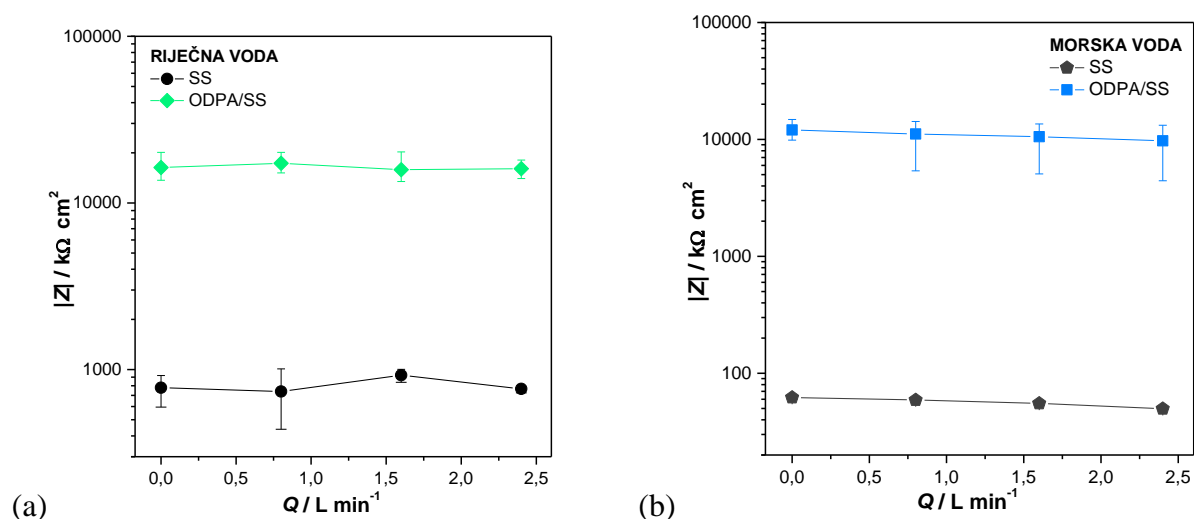 100000
10000
1000
|Z| / kΩ cm²
RIJEČNA VODA
SS
ODPA/SS
0,0 0,5 1,0 1,5 2,0 2,5
Q / L min⁻¹
(a)
100000
10000
1000
100
|Z| / kΩ cm²
MORSKA VODA
SS
ODPA/SS
0,0 0,5 1,0 1,5 2,0 2,5
Q / L min⁻¹
(b)